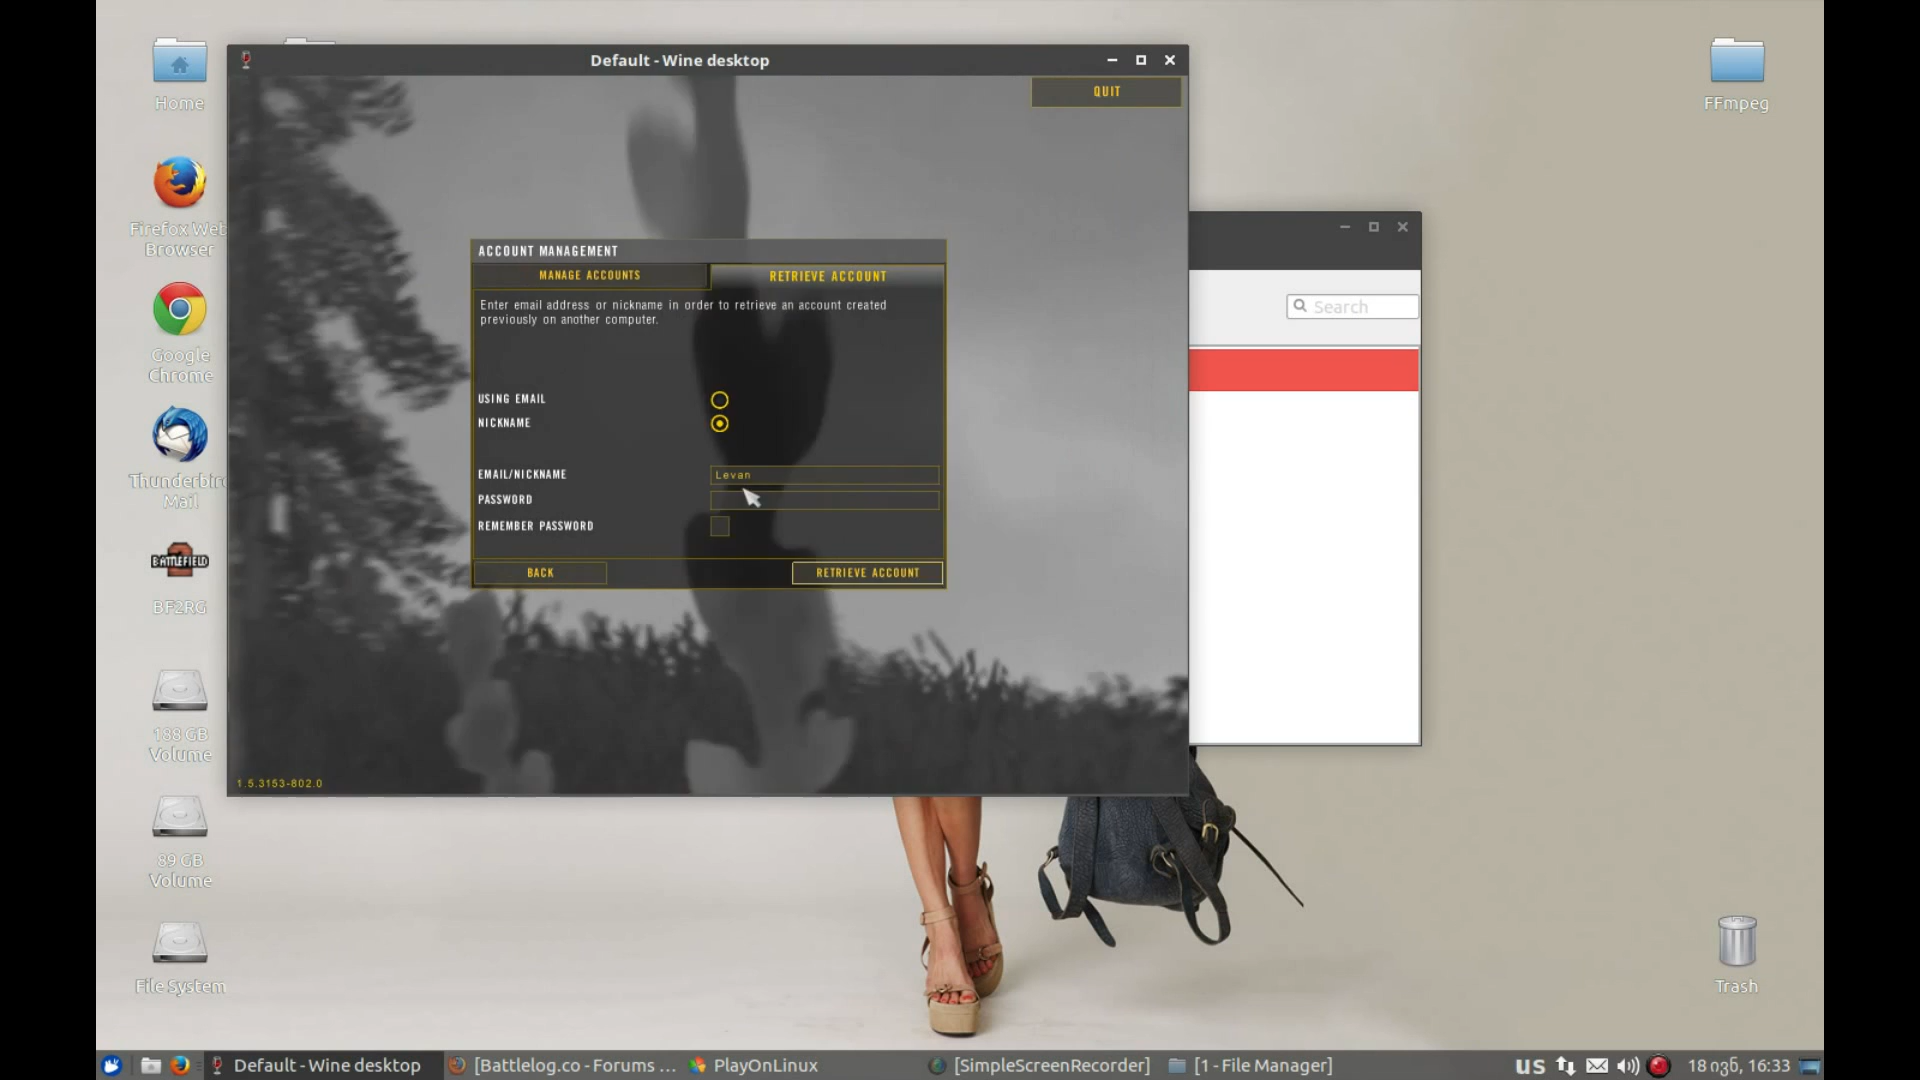 Default - Wine desktop
QUIT
Home
FFmpeg
Firefox Web
Browser
Google
Chrome
Thunderbird
Mail
BATTLEFIELD
2
BF2RG
188 GB
Volume
89 GB
Volume
File System
Trash
ACCOUNT MANAGEMENT
MANAGE ACCOUNTS
RETRIEVE ACCOUNT
Enter email address or nickname in order to retrieve an account created
previously on another computer.
USING EMAIL
NICKNAME
EMAIL/NICKNAME
Levan
PASSWORD
REMEMBER PASSWORD
BACK
RETRIEVE ACCOUNT
1.5.3153-802.0
Search
Default - Wine desktop
[Battlelog.co - Forums ...
PlayOnLinux
[SimpleScreenRecorder]
[1 - File Manager]
us
18 ივნ, 16:33